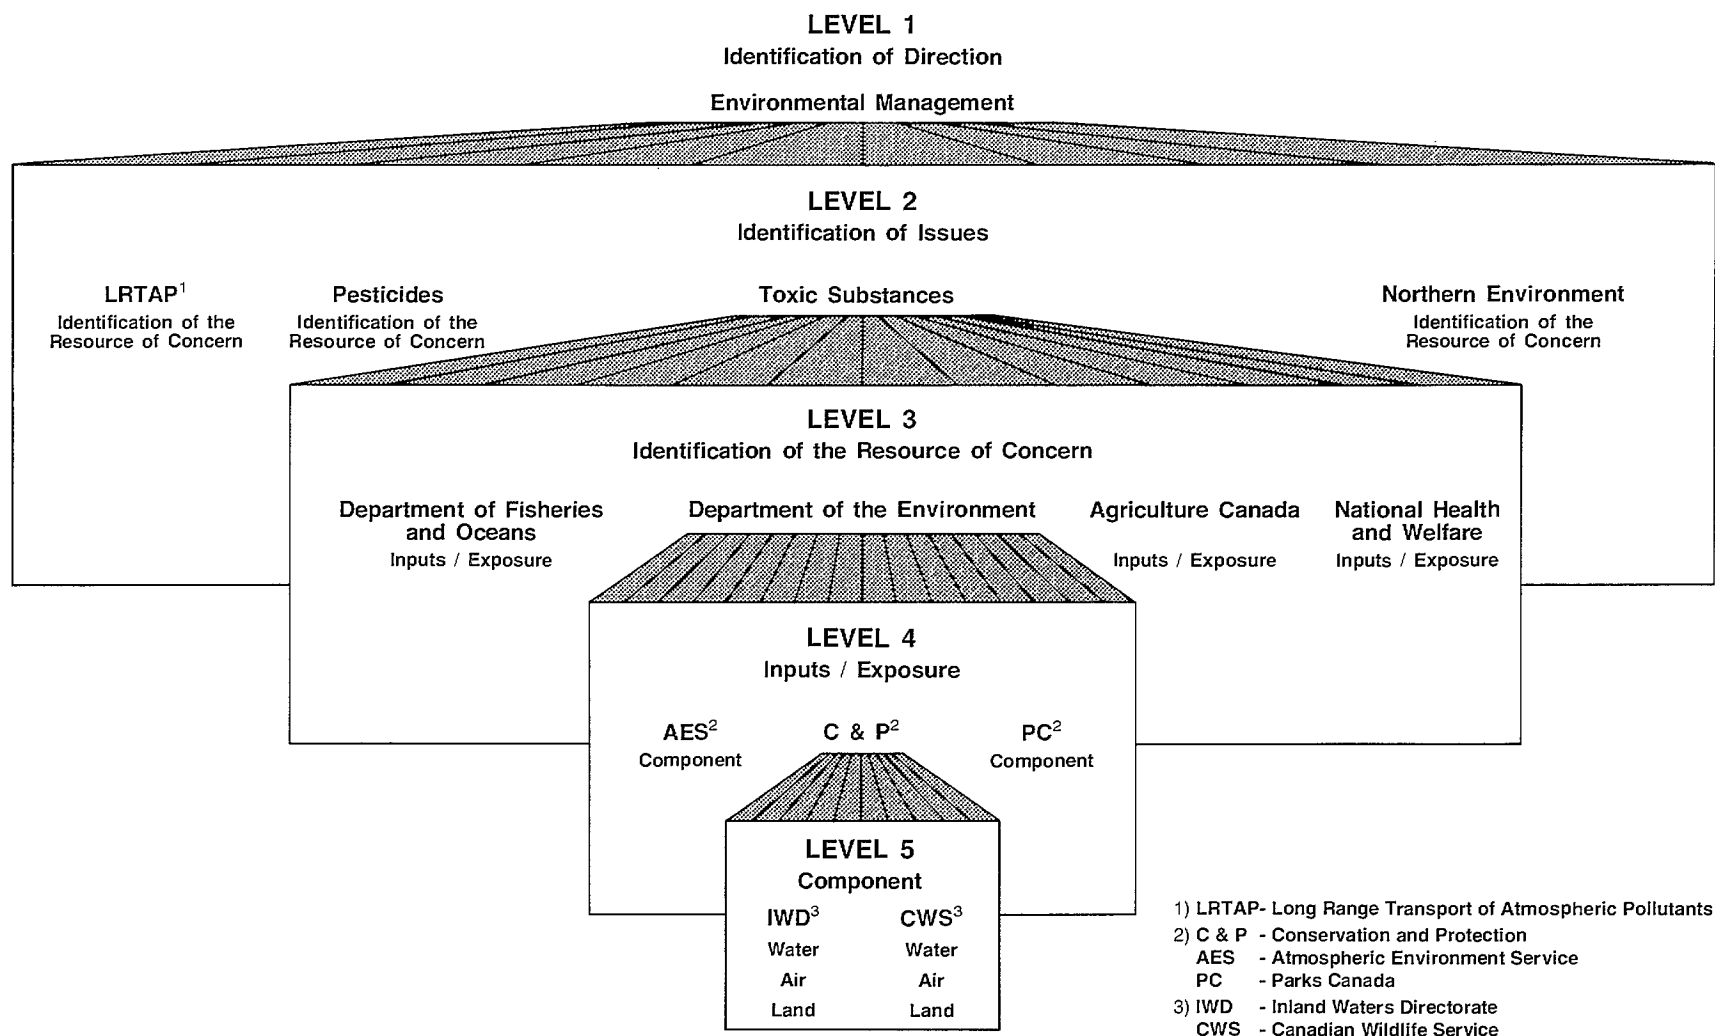 LEVEL 1
Identification of Direction
Environmental Management
LEVEL 2
Identification of Issues
LRTAP¹
Identification of the
Resource of Concern
Pesticides
Identification of the
Resource of Concern
Toxic Substances
Northern Environment
Identification of the
Resource of Concern
LEVEL 3
Identification of the Resource of Concern
Department of Fisheries
and Oceans
Inputs / Exposure
Department of the Environment
Agriculture Canada
Inputs / Exposure
National Health
and Welfare
Inputs / Exposure
LEVEL 4
Inputs / Exposure
AES²
Component
C & P²
PC²
Component
LEVEL 5
Component
IWD³
Water
Air
Land
CWS³
Water
Air
Land
1) LRTAP- Long Range Transport of Atmospheric Pollutants
2) C & P - Conservation and Protection
AES - Atmospheric Environment Service
PC - Parks Canada
3) IWD - Inland Waters Directorate
CWS - Canadian Wildlife Service